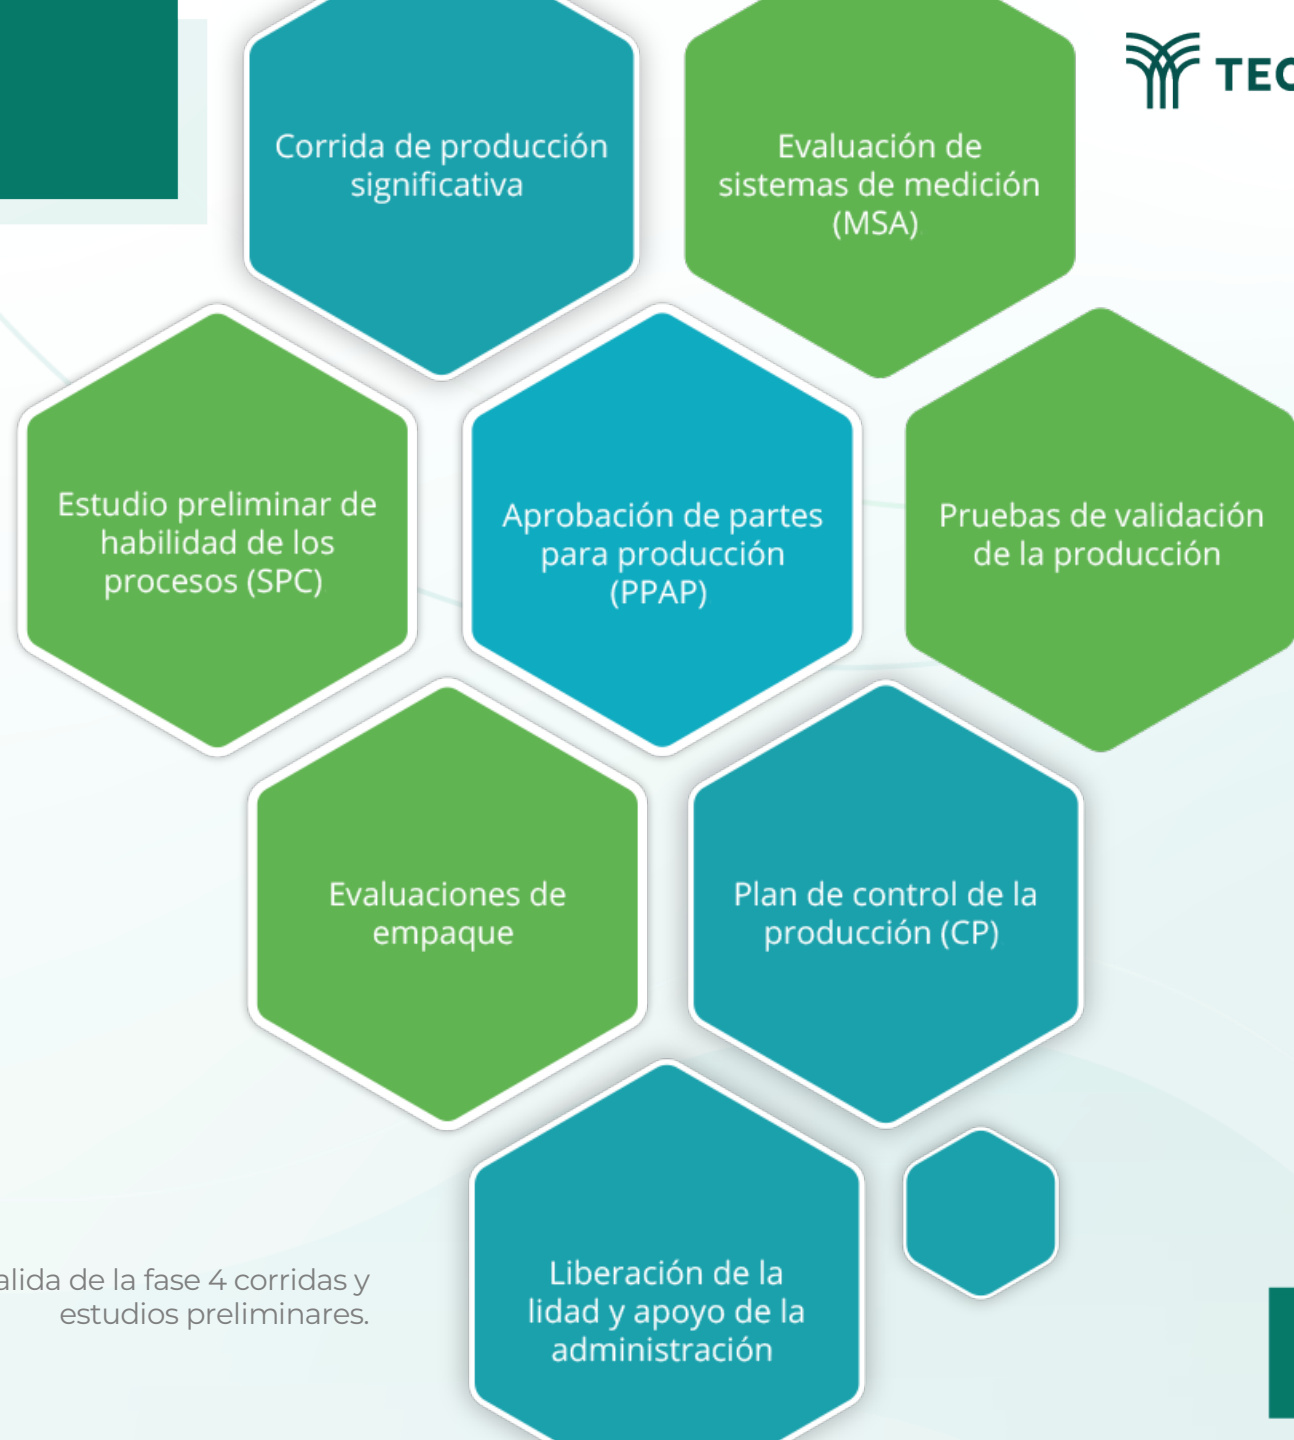 TEC
Corrida de producción
significativa
Evaluación de
sistemas de medición
(MSA)
Estudio preliminar de
habilidad de los
procesos (SPC)
Aprobación de partes
para producción
(PPAP)
Pruebas de validación
de la producción
Evaluaciones de
empaque
Plan de control de la
producción (CP)
Liberación de la
lidad y apoyo de la
administración
alida de la fase 4 corridas y
estudios preliminares.